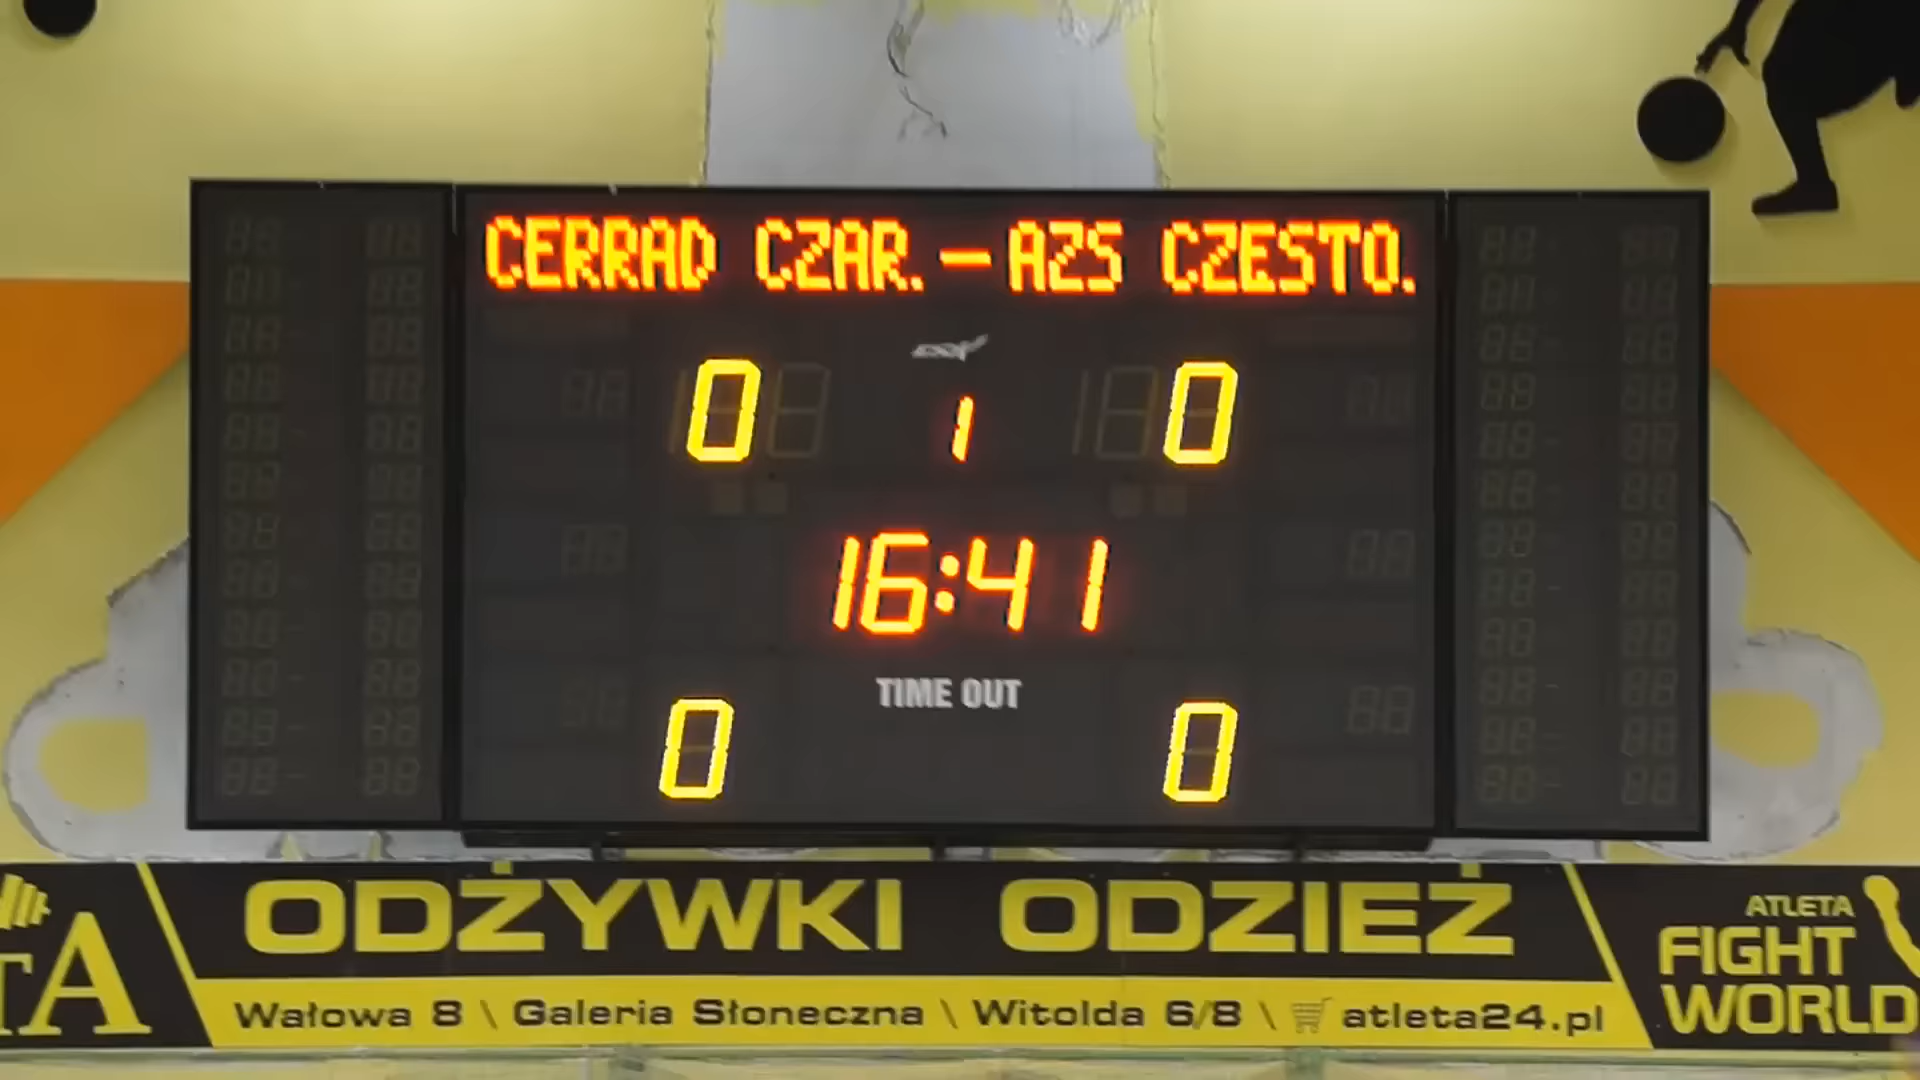 CERRAD CZAR.-AZS CZESTO.
0 1 0
16:41
TIME OUT
0 0
ODŻYWKI ODZIEŻ
Wałowa 8 \ Galeria Słoneczna \ Witolda 6/8 \ atleta24.pl
TA
ATLETA
FIGHT
WORLD